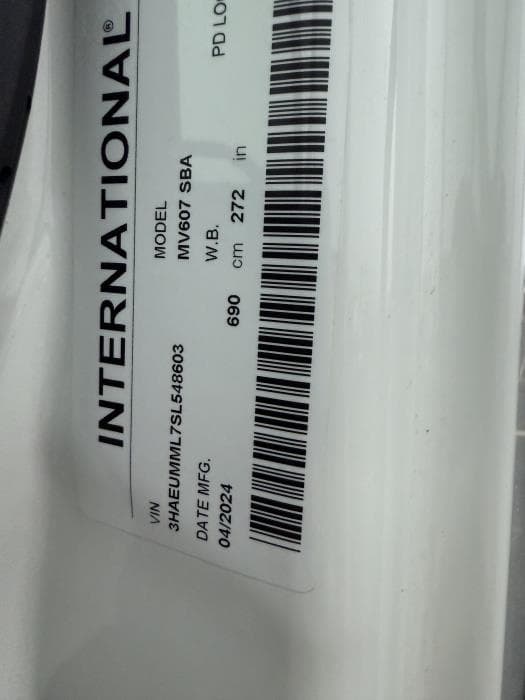 INTERNATIONAL®
VIN MODEL
3HAEUMML7SL548603 MV607 SBA
DATE MFG. W.B. PD LO
04/2024 690 cm 272 in